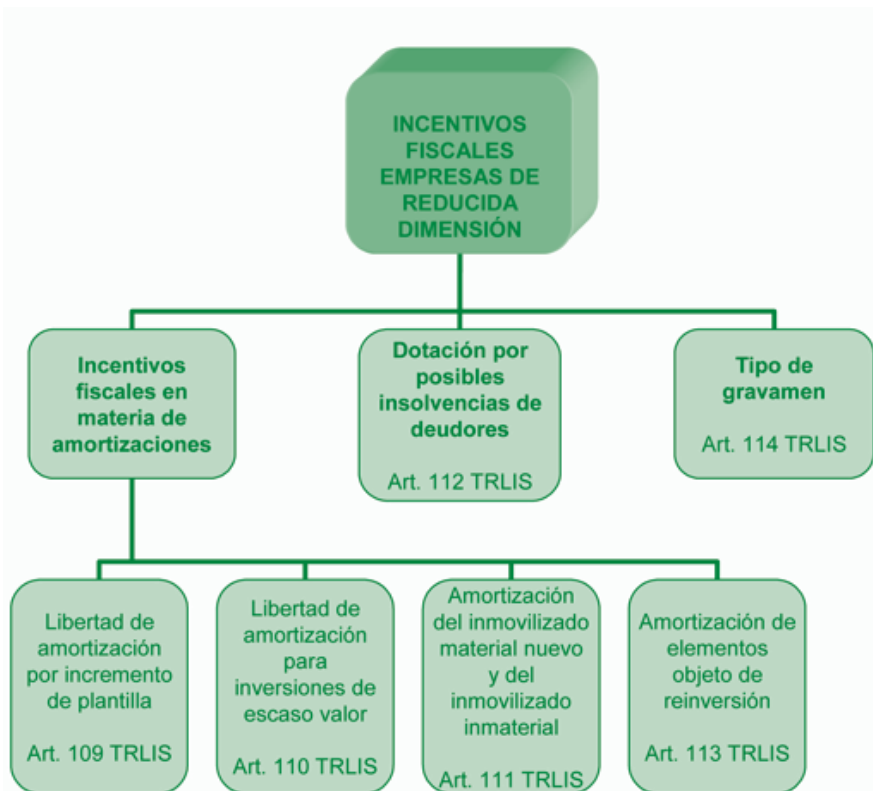 INCENTIVOS
FISCALES
EMPRESAS DE
REDUCIDA
DIMENSIÓN
Incentivos
fiscales en
materia de
amortizaciones
Dotación por
posibles
insolvencias de
deudores
Art. 112 TRLIS
Tipo de
gravamen
Art. 114 TRLIS
Libertad de
amortización
por incremento
de plantilla
Art. 109 TRLIS
Libertad de
amortización
para
inversiones de
escaso valor
Art. 110 TRLIS
Amortización
del inmovilizado
material nuevo
y del
inmovilizado
inmaterial
Art. 111 TRLIS
Amortización de
elementos
objeto de
reinversión
Art. 113 TRLIS